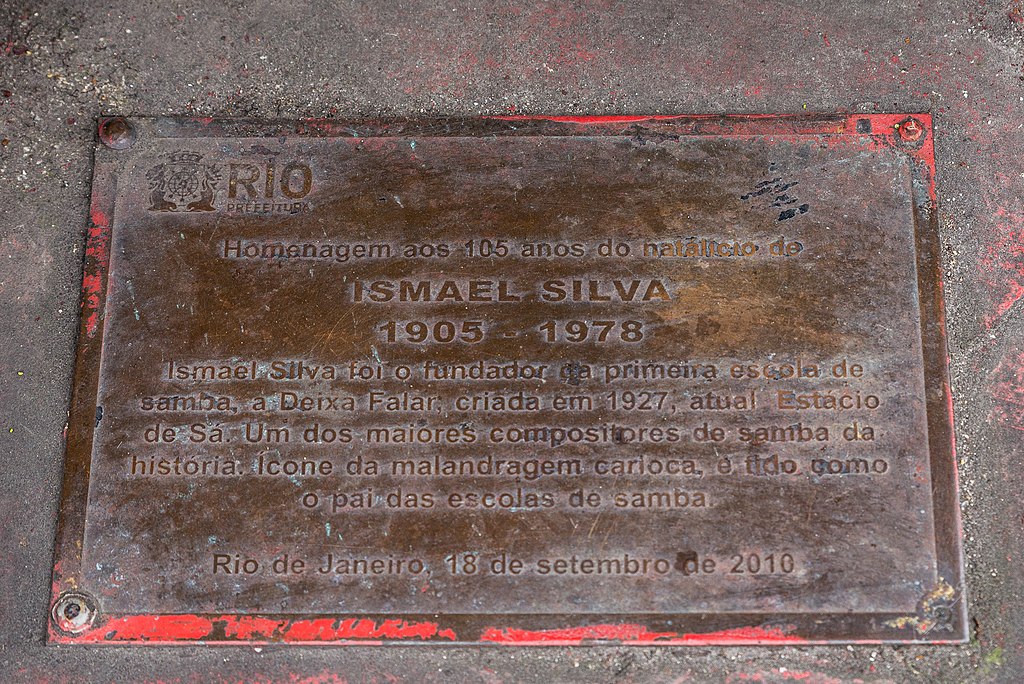 RIO
PREFEITURA
Homenagem aos 105 anos do natalício de
ISMAEL SILVA
1905 - 1978
Ismael Silva foi o fundador da primeira escola de
samba, a Deixa Falar, criada em 1927, atual Estácio
de Sá. Um dos maiores compositores de samba da
história. Ícone da malandragem carioca, é tido como
o pai das escolas de samba.
Rio de Janeiro, 18 de setembro de 2010